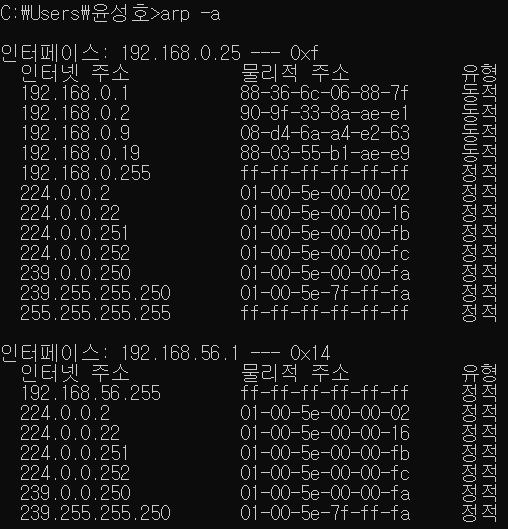 C:\Users\윤성호>arp -a
인터페이스: 192.168.0.25 --- 0xf
인터넷 주소 물리적 주소 유형
192.168.0.1 88-36-6c-06-88-7f 동적
192.168.0.2 90-9f-33-8a-ae-e1 동적
192.168.0.9 08-d4-6a-a4-e2-63 동적
192.168.0.19 88-03-55-b1-ae-e9 동적
192.168.0.255 ff-ff-ff-ff-ff-ff 정적
224.0.0.2 01-00-5e-00-00-02 정적
224.0.0.22 01-00-5e-00-00-16 정적
224.0.0.251 01-00-5e-00-00-fb 정적
224.0.0.252 01-00-5e-00-00-fc 정적
239.0.0.250 01-00-5e-00-00-fa 정적
239.255.255.250 01-00-5e-7f-ff-fa 정적
255.255.255.255 ff-ff-ff-ff-ff-ff 정적
인터페이스: 192.168.56.1 --- 0x14
인터넷 주소 물리적 주소 유형
192.168.56.255 ff-ff-ff-ff-ff-ff 정적
224.0.0.2 01-00-5e-00-00-02 정적
224.0.0.22 01-00-5e-00-00-16 정적
224.0.0.251 01-00-5e-00-00-fb 정적
224.0.0.252 01-00-5e-00-00-fc 정적
239.0.0.250 01-00-5e-00-00-fa 정적
239.255.255.250 01-00-5e-7f-ff-fa 정적